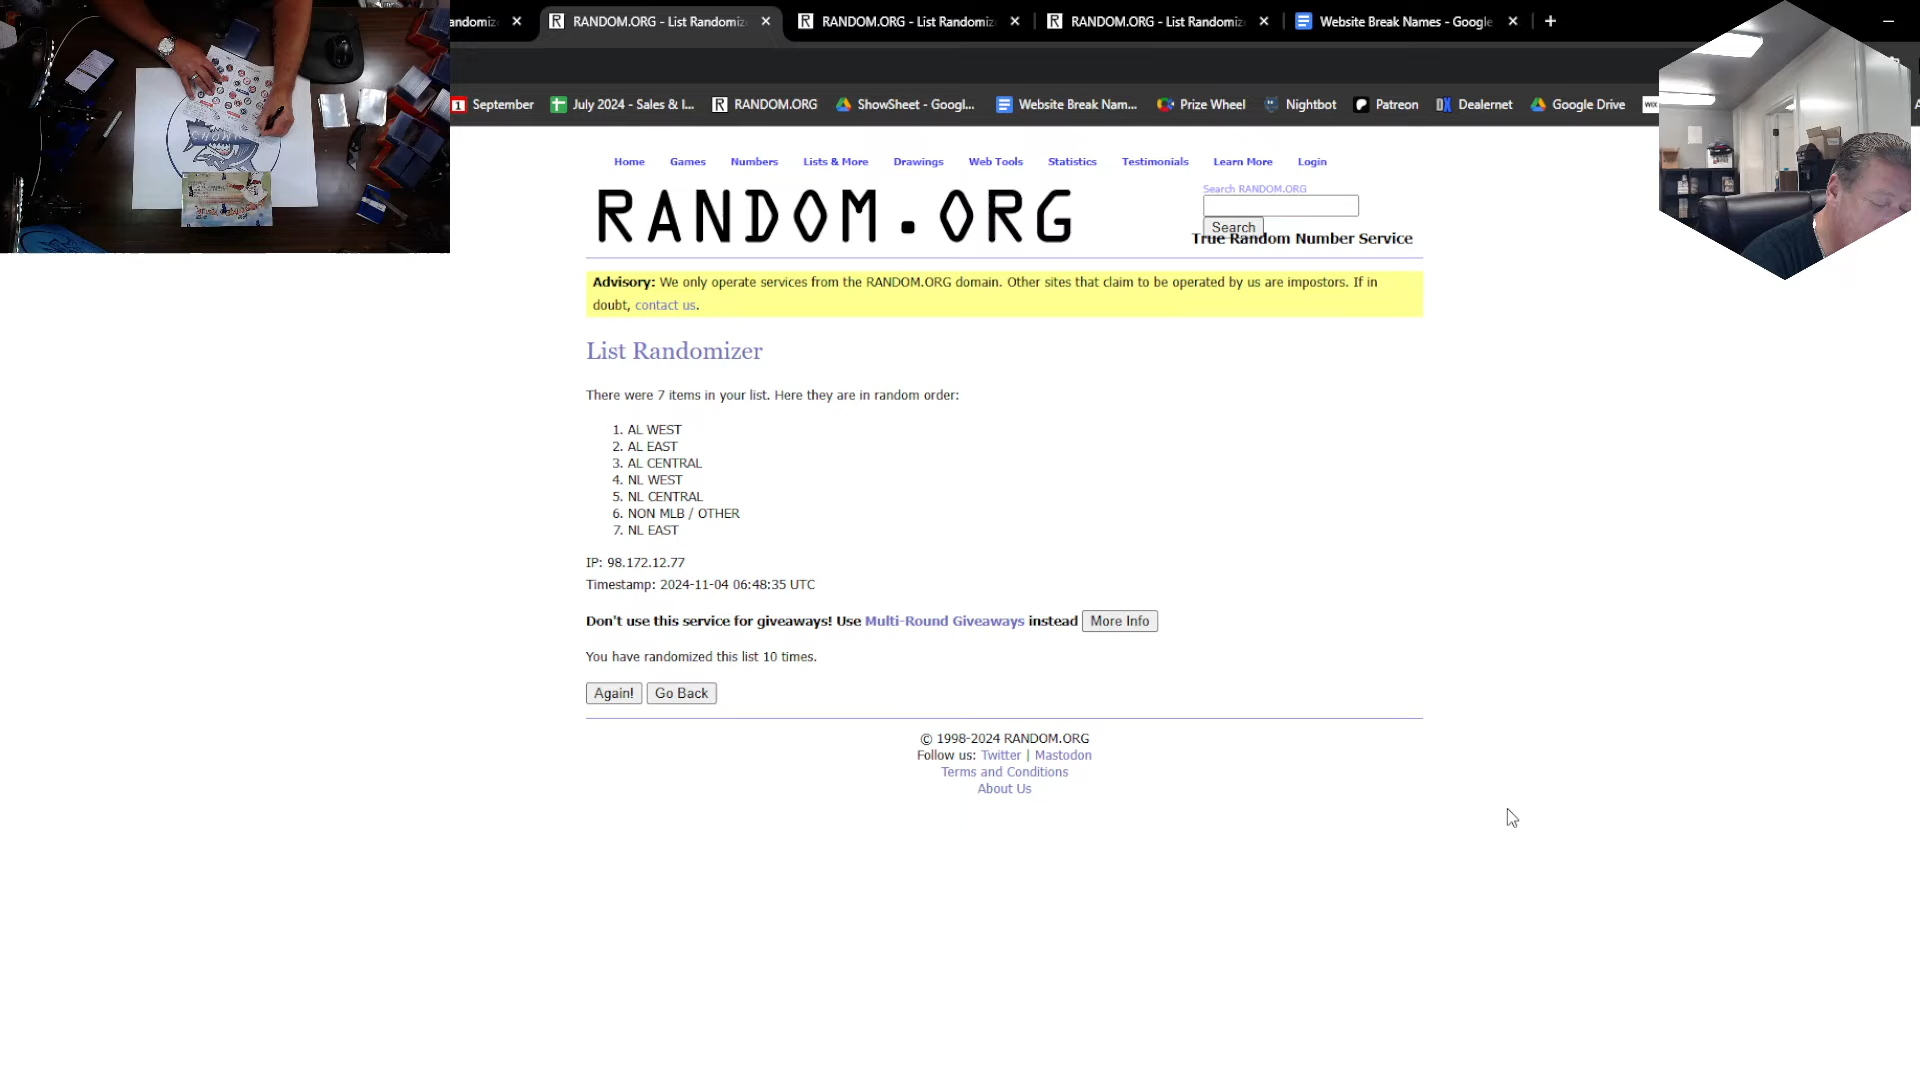 andomiz
RANDOM.ORG - List Randomiz
RANDOM.ORG - List Randomiz
RANDOM.ORG - List Randomiz
Website Break Names - Google
September
July 2024 - Sales & I...
RANDOM.ORG
ShowSheet - Googl...
Website Break Nam...
Prize Wheel
Nightbot
Patreon
Dealernet
Google Drive
WIX
Home Games Numbers Lists & More Drawings Web Tools Statistics Testimonials Learn More Login
RANDOM.ORG
Search RANDOM.ORG
Search
True Random Number Service
Advisory: We only operate services from the RANDOM.ORG domain. Other sites that claim to be operated by us are impostors. If in
doubt, contact us.
List Randomizer
There were 7 items in your list. Here they are in random order:
1. AL WEST
2. AL EAST
3. AL CENTRAL
4. NL WEST
5. NL CENTRAL
6. NON MLB / OTHER
7. NL EAST
IP: 98.172.12.77
Timestamp: 2024-11-04 06:48:35 UTC
Don't use this service for giveaways! Use Multi-Round Giveaways instead More Info
You have randomized this list 10 times.
Again! Go Back
© 1998-2024 RANDOM.ORG
Follow us: Twitter | Mastodon
Terms and Conditions
About Us